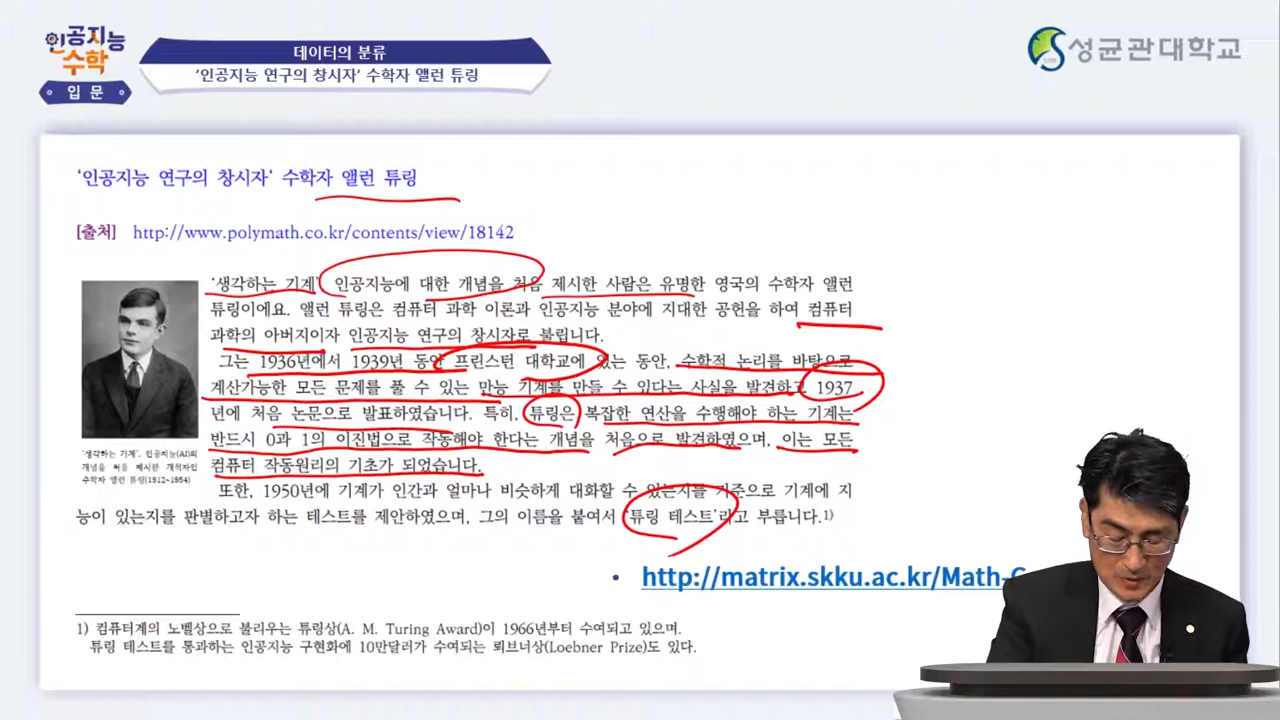 인공지능
수학
입 문
데이터의 분류
'인공지능 연구의 창시자' 수학자 앨런 튜링
성균관대학교
'인공지능 연구의 창시자' 수학자 앨런 튜링
[출처] http://www.polymath.co.kr/contents/view/18142
'생각하는 기계' 인공지능에 대한 개념을 처음 제시한 사람은 유명한 영국의 수학자 앨런
튜링이에요. 앨런 튜링은 컴퓨터 과학 이론과 인공지능 분야에 지대한 공헌을 하여 컴퓨터
과학의 아버지이자 인공지능 연구의 창시자로 불립니다.
그는 1936년에서 1939년 동안 프린스턴 대학교에 있는 동안, 수학적 논리를 바탕으로
계산가능한 모든 문제를 풀 수 있는 만능 기계를 만들 수 있다는 사실을 발견하고 1937
년에 처음 논문으로 발표하였습니다. 특히, 튜링은 복잡한 연산을 수행해야 하는 기계는
반드시 0과 1의 이진법으로 작동해야 한다는 개념을 처음으로 발견하였으며, 이는 모든
컴퓨터 작동원리의 기초가 되었습니다.
또한, 1950년에 기계가 인간과 얼마나 비슷하게 대화할 수 있는지를 기준으로 기계에 지
능이 있는지를 판별하고자 하는 테스트를 제안하였으며, 그의 이름을 붙여서 '튜링 테스트'라고 부릅니다.1)
'생각하는 기계'. 인공지능(AI)의
개념을 처음 제시한 개척자인
수학자 앨런 튜링(1912~1954)
• http://matrix.skku.ac.kr/Math-
1) 컴퓨터계의 노벨상으로 불리우는 튜링상(A. M. Turing Award)이 1966년부터 수여되고 있으며.
튜링 테스트를 통과하는 인공지능 구현화에 10만달러가 수여되는 뢰브너상(Loebner Prize)도 있다.